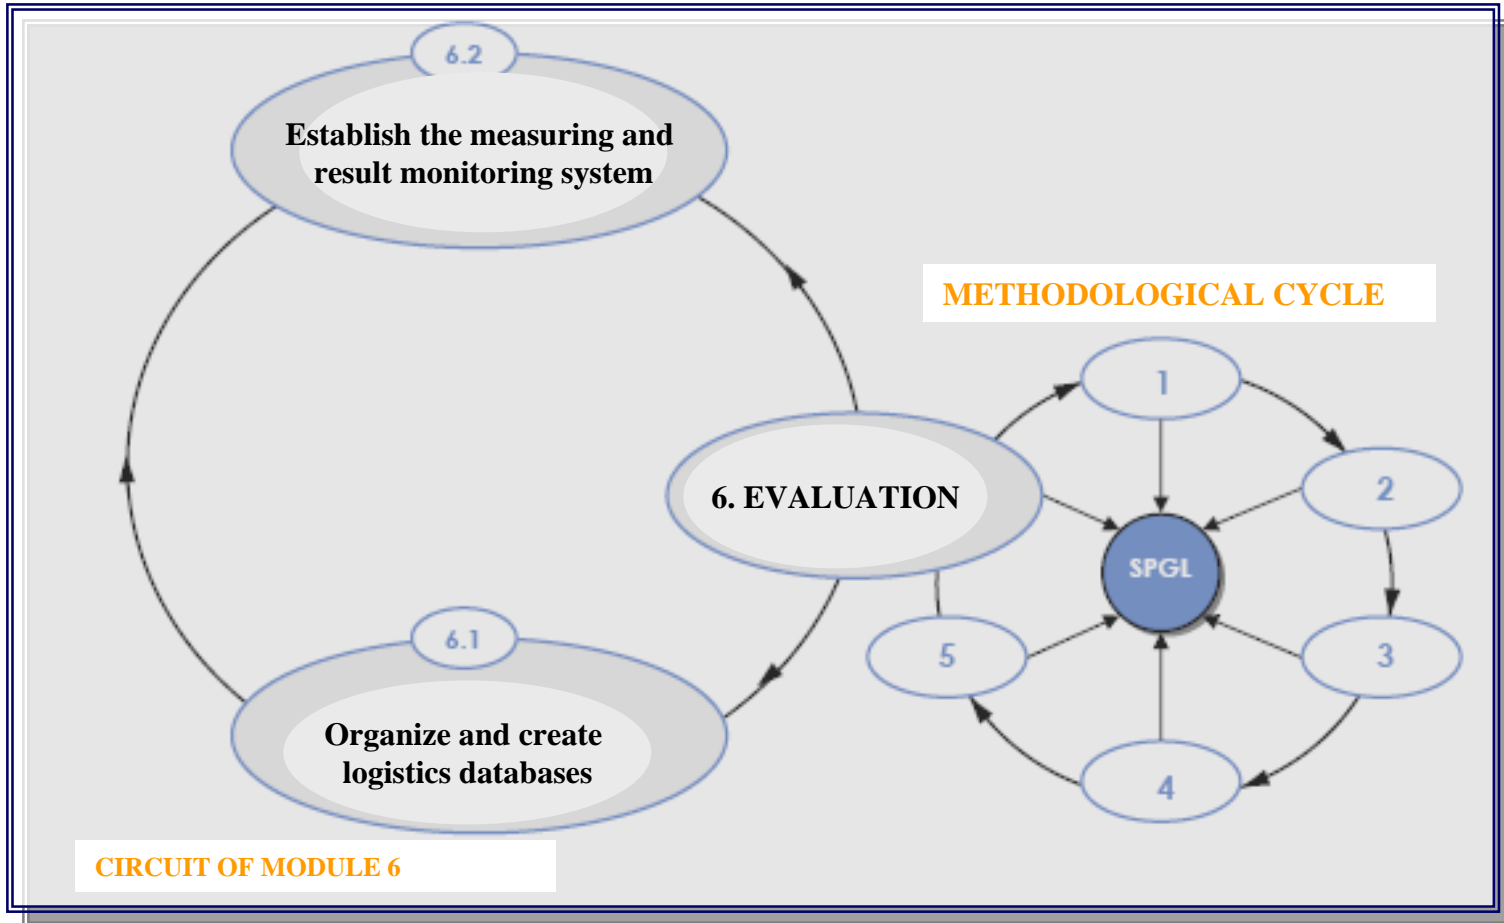 6.2
Establish the measuring and
result monitoring system
METHODOLOGICAL CYCLE
1
2
6. EVALUATION
SPGL
5
3
6.1
Organize and create
logistics databases
4
CIRCUIT OF MODULE 6